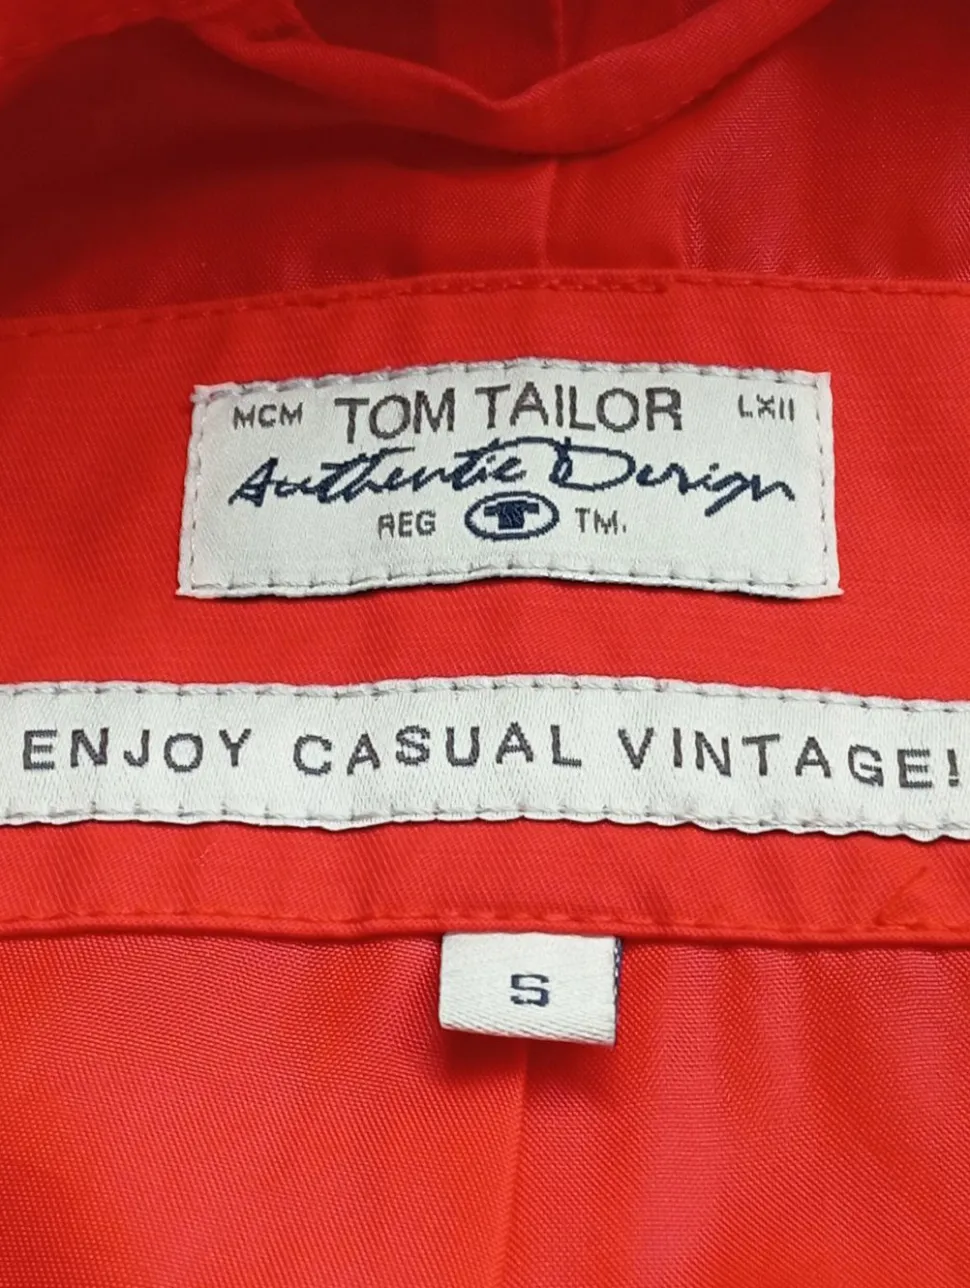 MCM TOM TAILOR LXII
Authentic Design
REG TM.
ENJOY CASUAL VINTAGE!
S